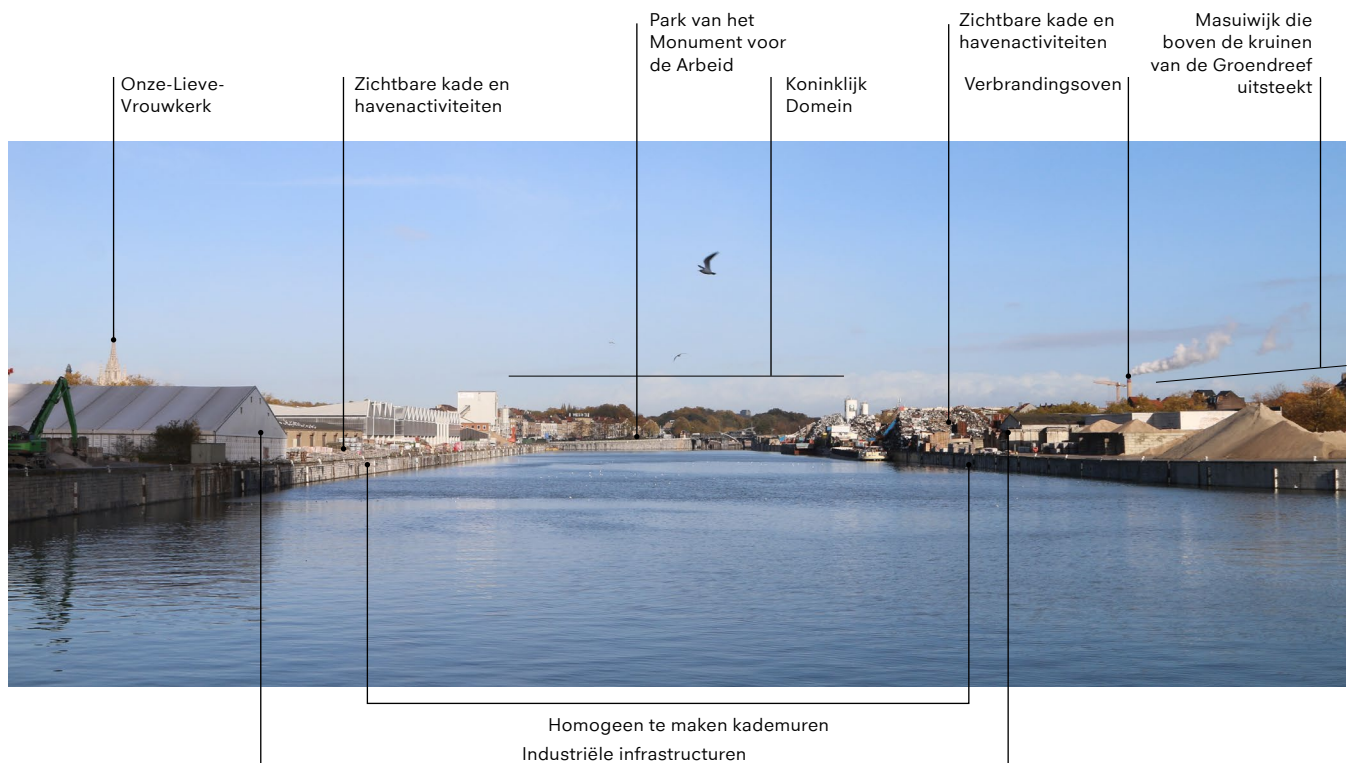 Onze-Lieve-
Vrouwkerk
Zichtbare kade en
havenactiviteiten
Park van het
Monument voor
de Arbeid
Koninklijk
Domein
Zichtbare kade en
havenactiviteiten
Verbrandingsoven
Masuiwijk die
boven de kruinen
van de Groendreef
uitsteekt
Homogeen te maken kademuren
Industriële infrastructuren